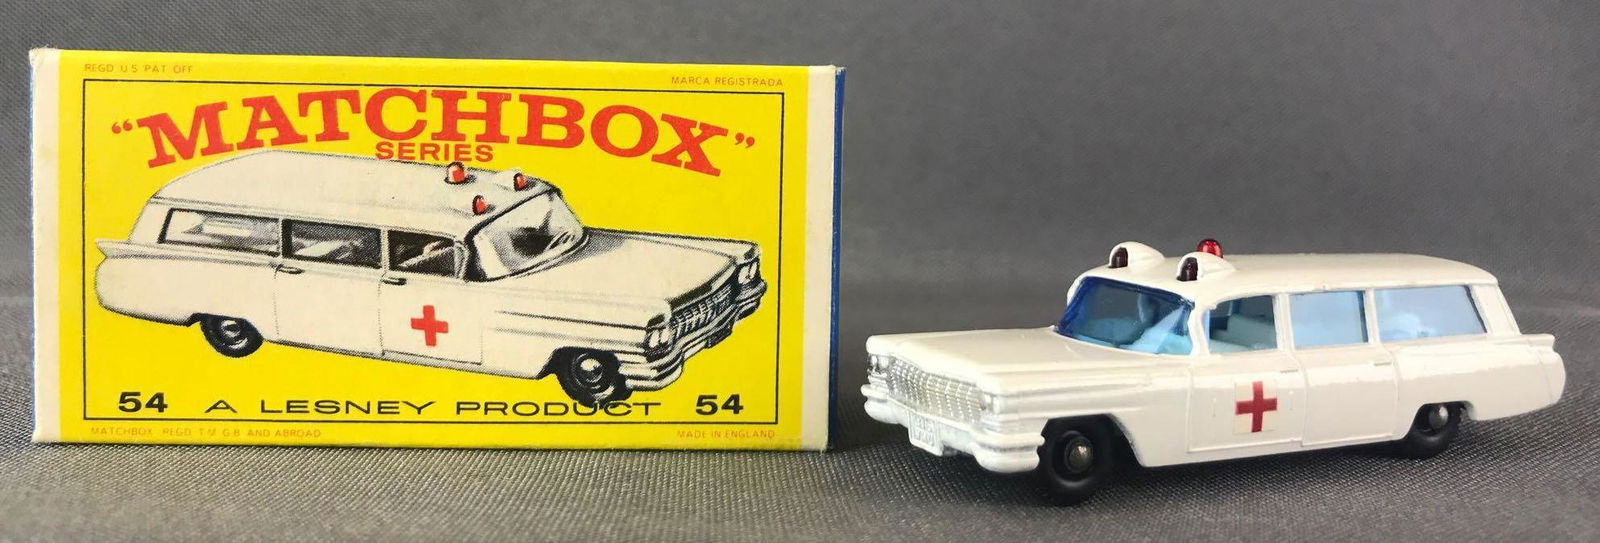 REGD U S PAT OFF
MARCA REGISTRADA
"MATCHBOX"
SERIES
54 A LESNEY PRODUCT 54
MATCHBOX REGD T M G B AND ABROAD
MADE IN ENGLAND